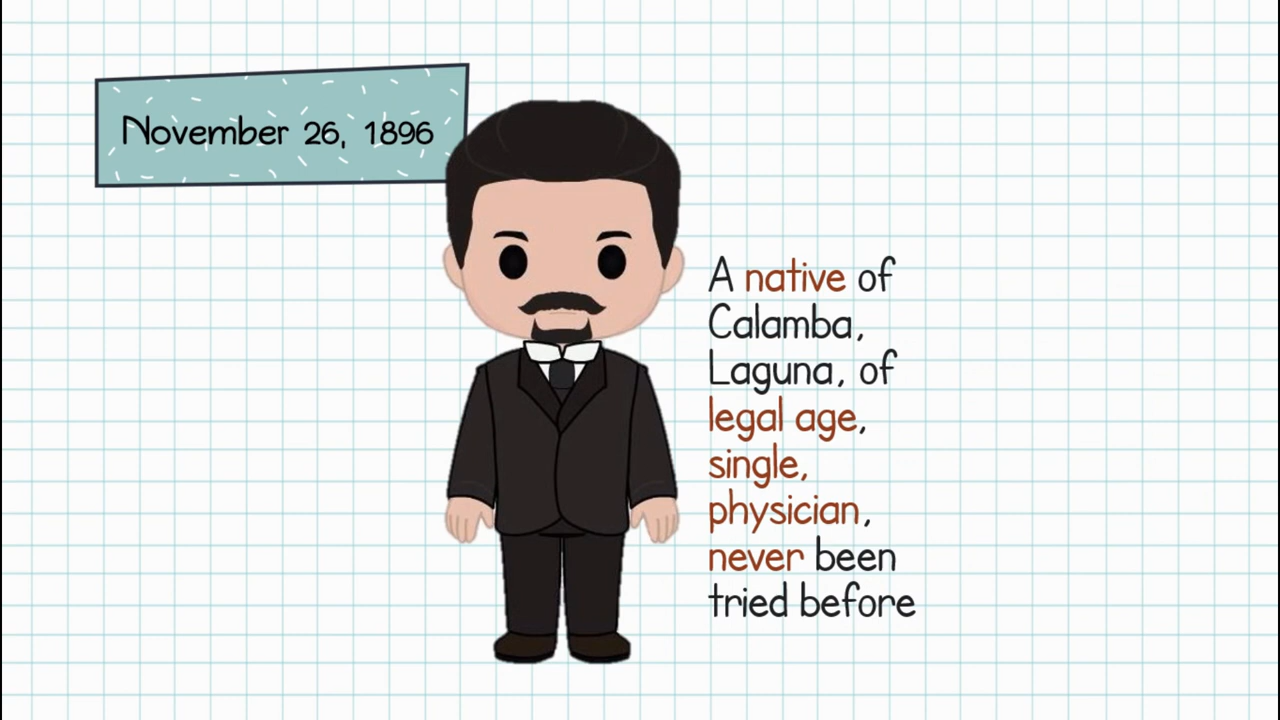 November 26, 1896
A native of
Calamba,
Laguna, of
legal age,
single,
physician,
never been
tried before